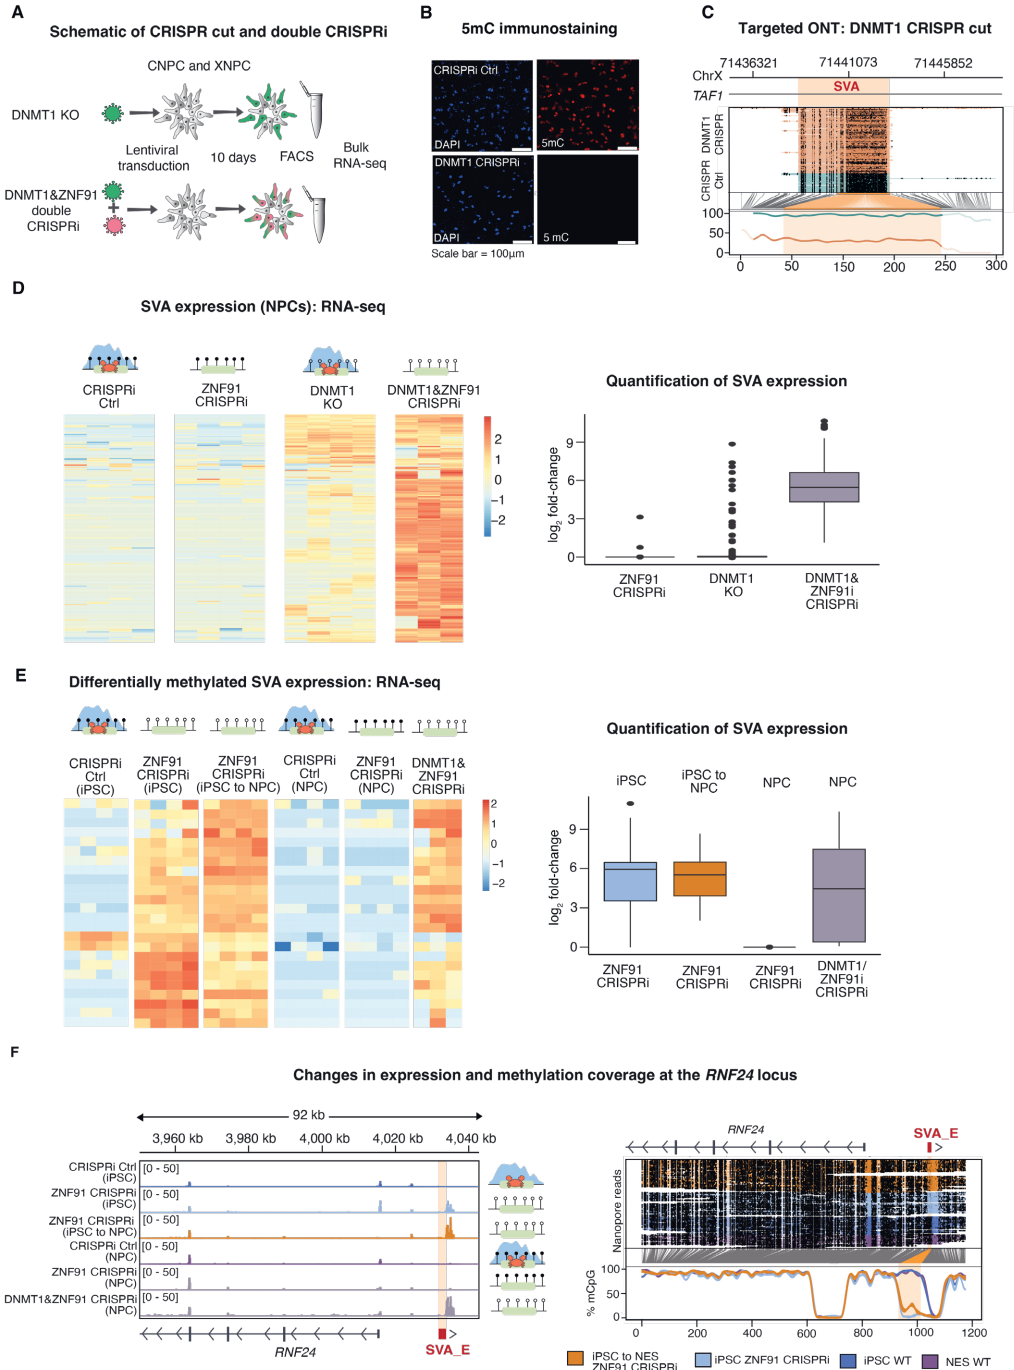 A
Schematic of CRISPR cut and double CRISPRi
CNPC and XNPC
DNMT1 KO
Lentiviral
transduction
10 days
FACS
Bulk
RNA-seq
DNMT1&ZNF91
double
CRISPRi
B
5mC immunostaining
CRISPRi Ctrl
DAPI
5mC
DNMT1 CRISPRi
DAPI
5 mC
Scale bar = 100µm
C
Targeted ONT: DNMT1 CRISPR cut
71436321
71441073
71445852
ChrX
SVA
TAF1
DNMT1
CRISPR
CRISPR
Ctrl
100
50
0
0
50
150
200
250
300
D
SVA expression (NPCs): RNA-seq
CRISPRi
Ctrl
ZNF91
CRISPRi
DNMT1
KO
DNMT1&ZNF91
CRISPRi
2
1
0
−1
−2
Quantification of SVA expression
log2 fold-change
9
6
3
0
ZNF91
CRISPRi
DNMT1
KO
DNMT1&
ZNF91i
CRISPRi
E
Differentially methylated SVA expression: RNA-seq
CRISPRi
Ctrl
(iPSC)
ZNF91
CRISPRi
(iPSC)
ZNF91
CRISPRi
(iPSC to NPC)
CRISPRi
Ctrl
(NPC)
ZNF91
CRISPRi
(NPC)
DNMT1&
ZNF91
CRISPRi
2
1
0
−1
−2
Quantification of SVA expression
iPSC
iPSC to
NPC
NPC
NPC
log2 fold-change
9
6
3
0
ZNF91
CRISPRi
ZNF91
CRISPRi
ZNF91
CRISPRi
DNMT1/
ZNF91i
CRISPRi
F
Changes in expression and methylation coverage at the RNF24 locus
92 kb
3,960 kb
3,980 kb
4,000 kb
4,020 kb
4,040 kb
CRISPRi Ctrl
(iPSC)
[0 - 50]
ZNF91 CRISPRi
(iPSC)
[0 - 50]
ZNF91 CRISPRi
(iPSC to NPC)
[0 - 50]
CRISPRi Ctrl
(NPC)
[0 - 50]
ZNF91 CRISPRi
(NPC)
[0 - 50]
DNMT1&ZNF91 CRISPRi
(NPC)
[0 - 50]
RNF24
SVA_E
RNF24
SVA_E
Nanopore reads
% mCpG
100
50
0
0
200
400
600
800
1000
1200
iPSC to NES
ZNF91 CRISPRi
iPSC ZNF91 CRISPRi
iPSC WT
NES WT